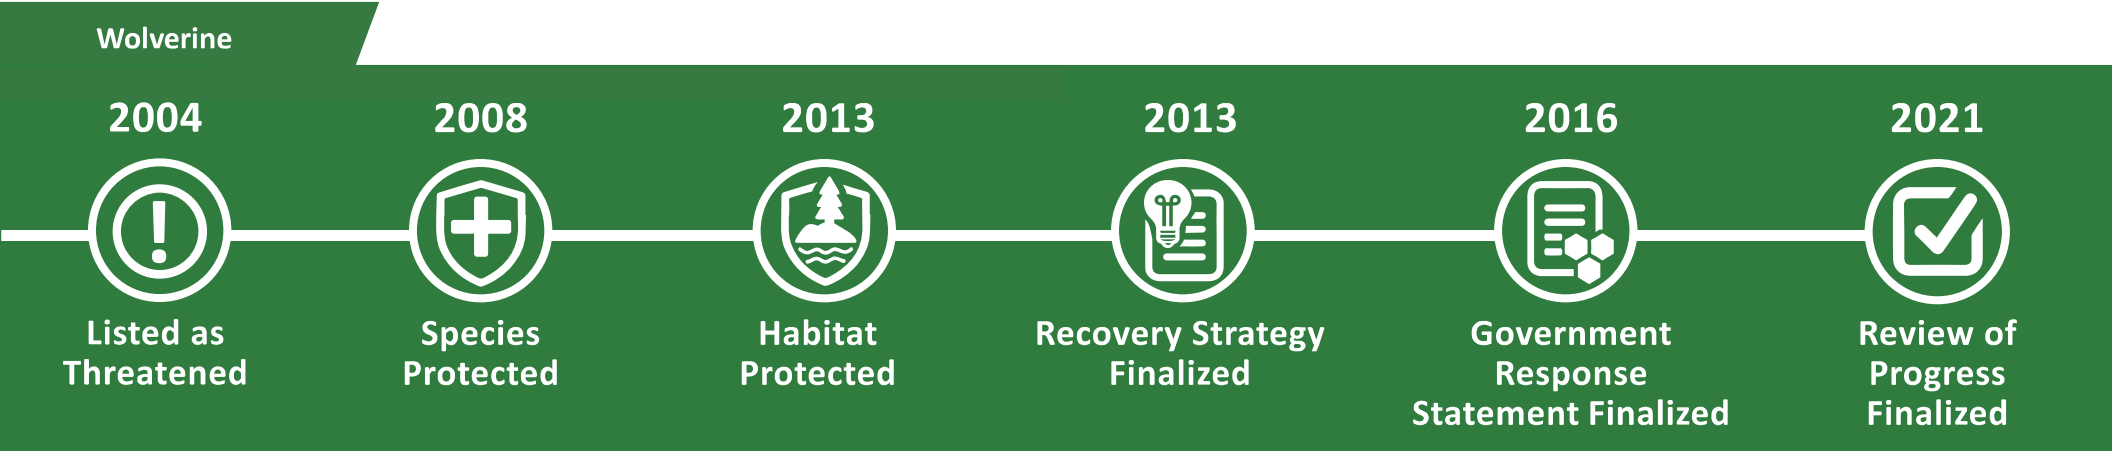 Wolverine
2004
Listed as
Threatened
2008
Species
Protected
2013
Habitat
Protected
2013
Recovery Strategy
Finalized
2016
Government
Response
Statement Finalized
2021
Review of
Progress
Finalized